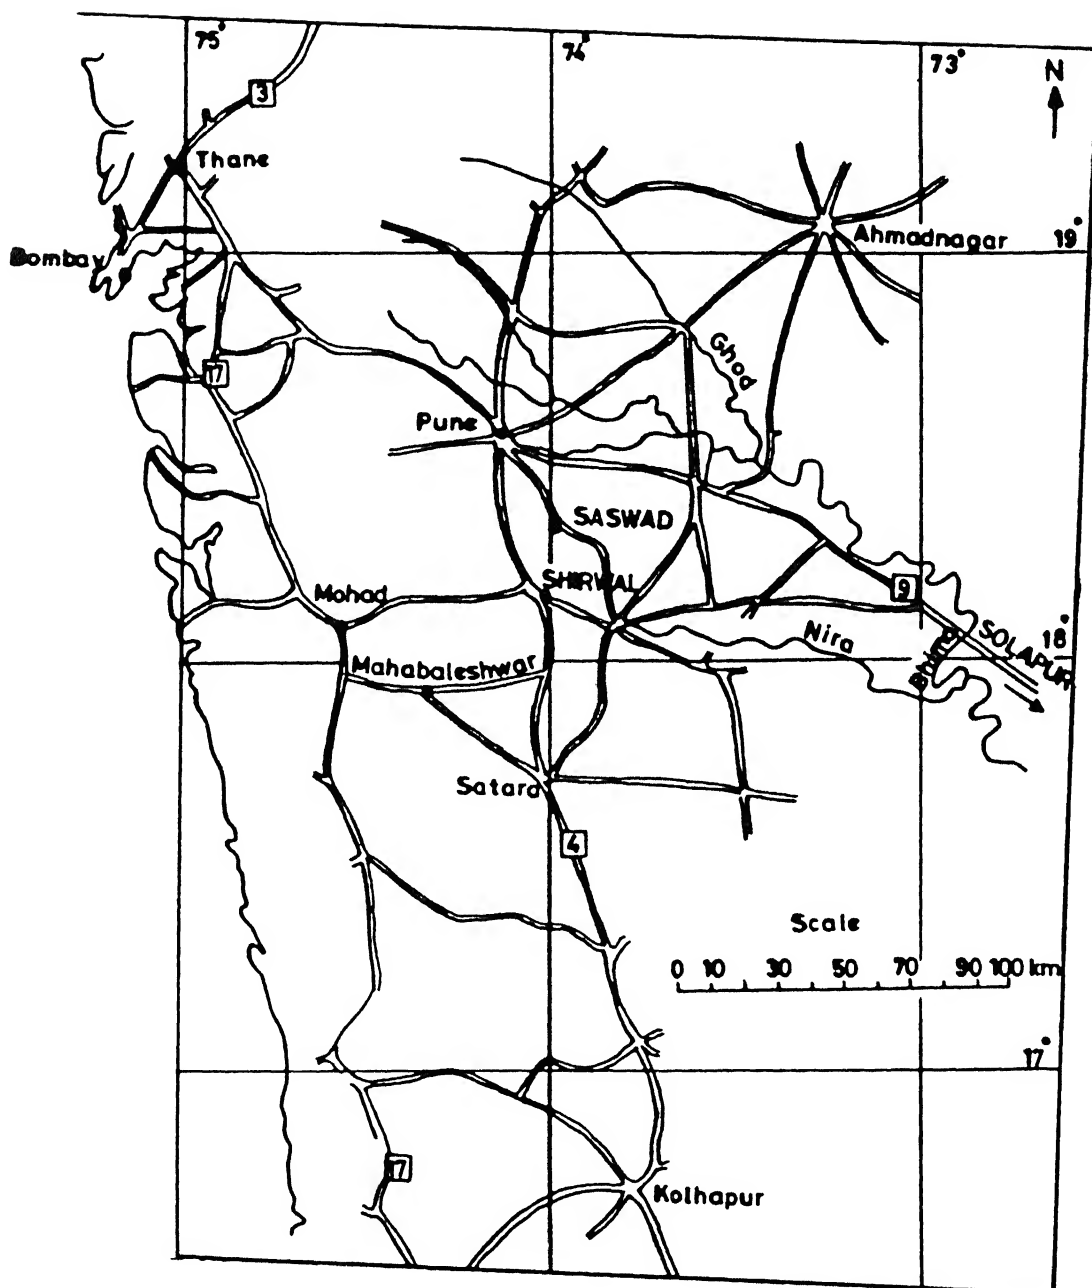 75°
74°
73°
N
3
Thane
Ahmadnagar
19°
Bombay
Ghod
17
Pune
SASWAD
SHIRWAL
9
Mohad
Nira
Bhima
SOLAPUR
18°
Mahabaleshwar
Satara
4
Scale
0 10 30 50 70 90 100 km
17°
17
Kolhapur